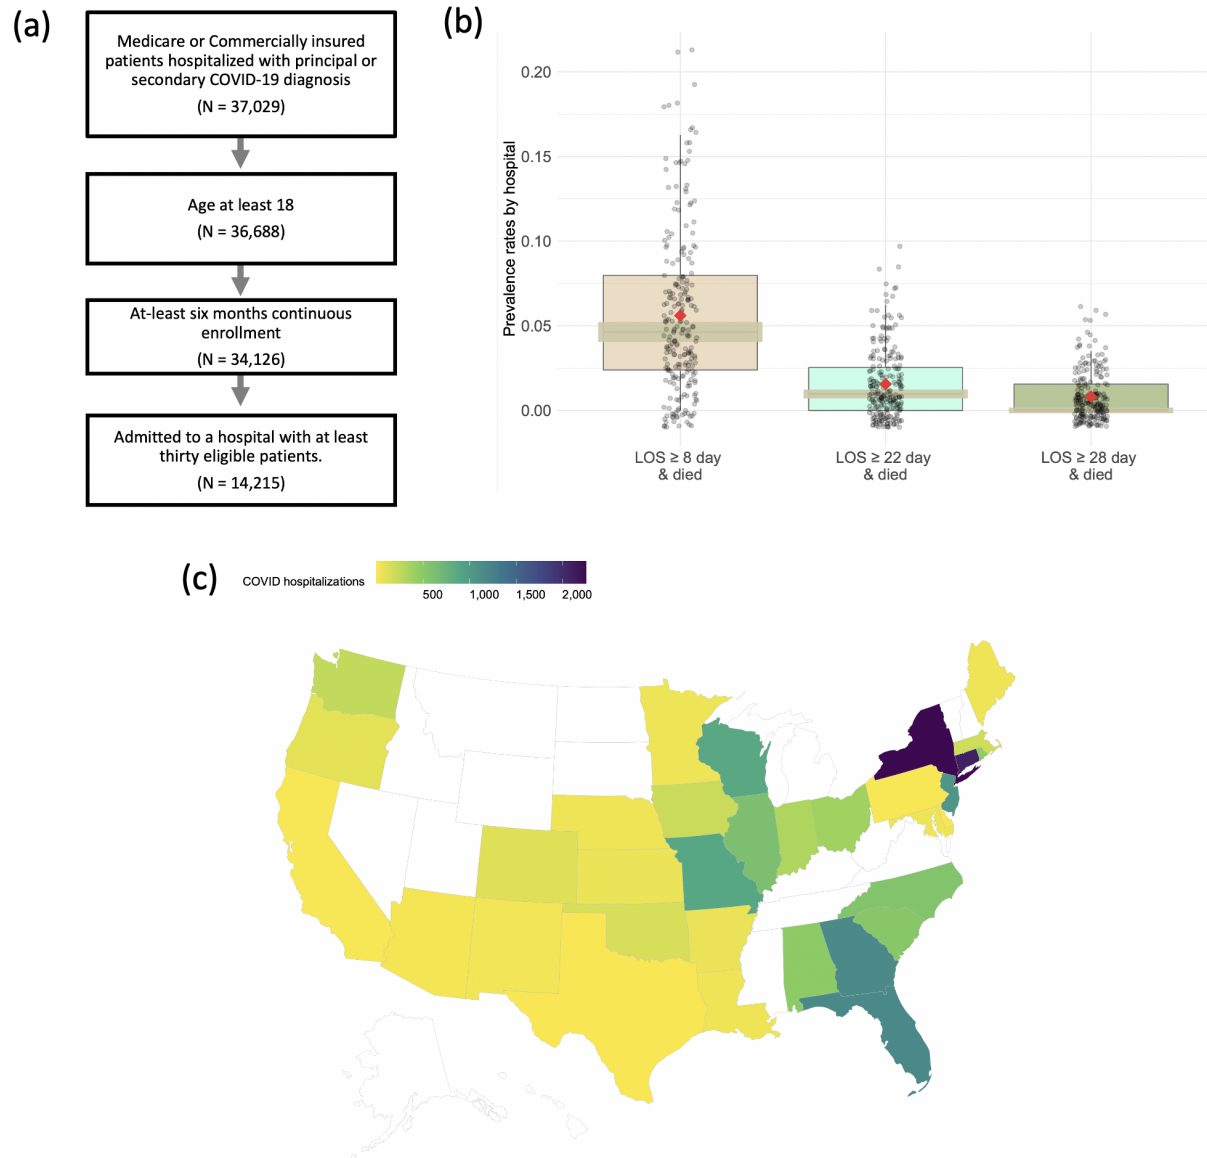 (a)
Medicare or Commercially insured
patients hospitalized with principal or
secondary COVID-19 diagnosis
(N = 37,029)
Age at least 18
(N = 36,688)
At-least six months continuous
enrollment
(N = 34,126)
Admitted to a hospital with at least
thirty eligible patients.
(N = 14,215)
(b)
Prevalence rates by hospital
0.20
0.15
0.10
0.05
0.00
LOS ≥ 8 day
& died
LOS ≥ 22 day
& died
LOS ≥ 28 day
& died
(c)
COVID hospitalizations
500 1,000 1,500 2,000